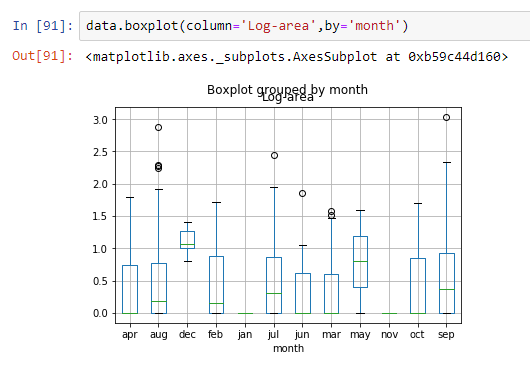 In [91]: data.boxplot(column='Log-area',by='month')
Out[91]: <matplotlib.axes._subplots.AxesSubplot at 0xb59c44d160>
Boxplot grouped by month
Log-area
3.0
2.5
2.0
1.5
1.0
0.5
0.0
apr aug dec feb jan jul jun mar may nov oct sep
month